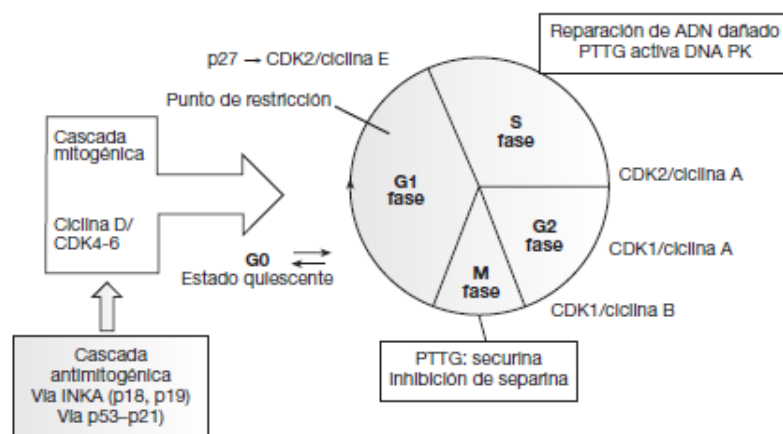 Reparación de ADN dañado
PTTG activa DNA PK
p27 → CDK2/ciclina E
Punto de restricción
S
fase
Cascada
mitogénica
G1
fase
CDK2/ciclina A
Ciclina D/
CDK4-6
G2
fase
G0
Estado quiescente
CDK1/ciclina A
M
fase
CDK1/ciclina B
Cascada
antimitogénica
Vía INKA (p18, p19)
Vía p53–p21)
PTTG: securina
Inhibición de separina